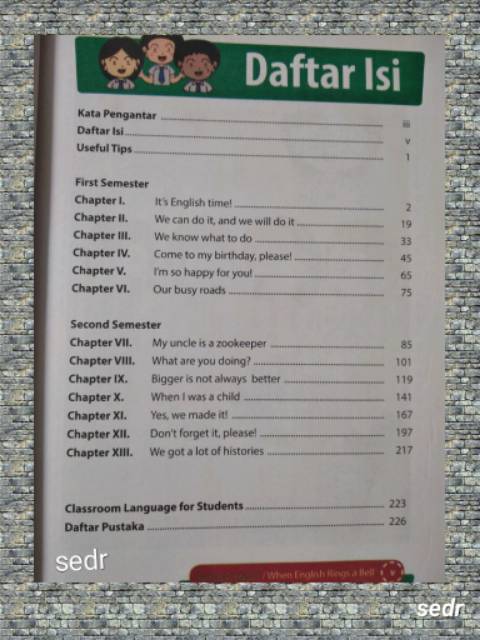 Daftar Isi
Kata Pengantar ..... iii
Daftar Isi ..... v
Useful Tips ..... 1
First Semester
Chapter I. It's English time! ..... 2
Chapter II. We can do it, and we will do it ..... 19
Chapter III. We know what to do ..... 33
Chapter IV. Come to my birthday, please! ..... 45
Chapter V. I'm so happy for you! ..... 65
Chapter VI. Our busy roads ..... 75
Second Semester
Chapter VII. My uncle is a zookeeper ..... 85
Chapter VIII. What are you doing? ..... 101
Chapter IX. Bigger is not always better ..... 119
Chapter X. When I was a child ..... 141
Chapter XI. Yes, we made it! ..... 167
Chapter XII. Don't forget it, please! ..... 197
Chapter XIII. We got a lot of histories ..... 217
Classroom Language for Students ..... 223
Daftar Pustaka ..... 226
sedr
/ When English Rings a Bell v
sedr